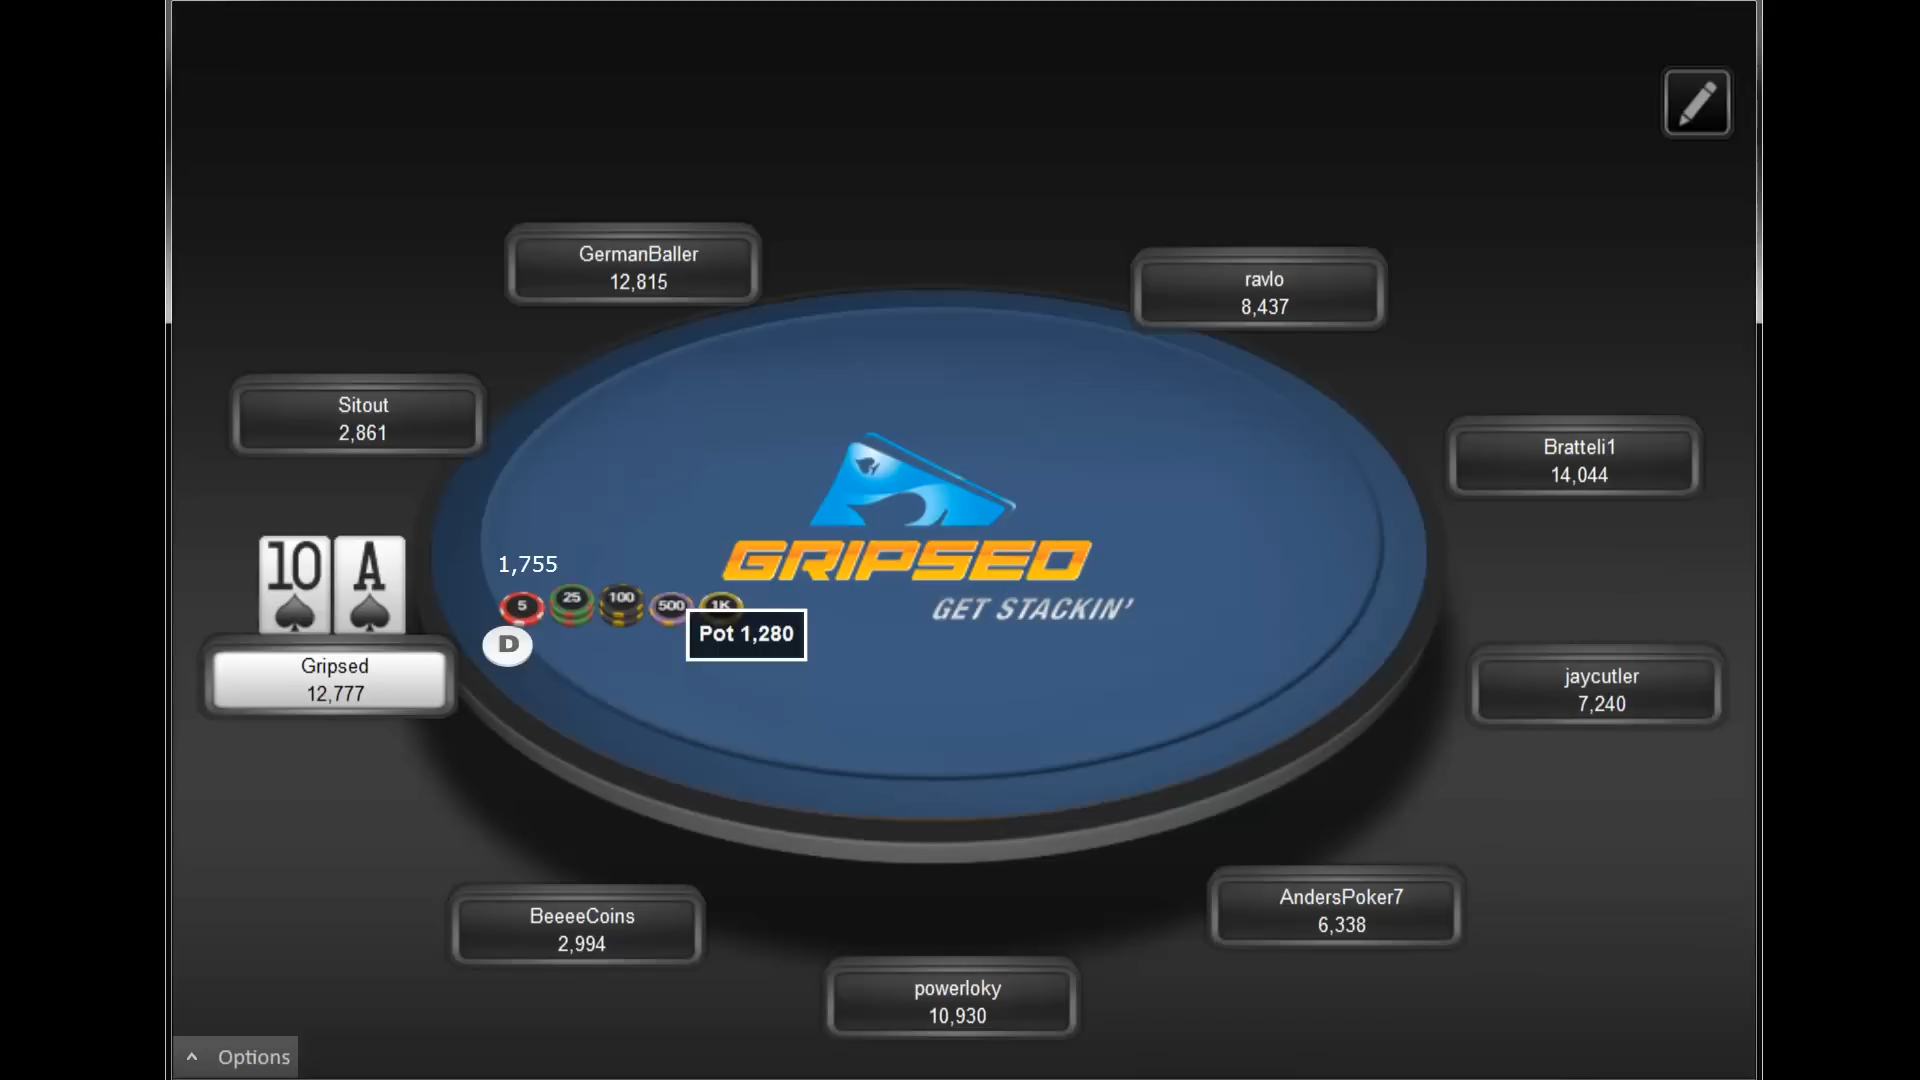 GermanBaller
12,815
ravlo
8,437
Sitout
2,861
Bratteli1
14,044
10 A
1,755
5 25 100 500 1K
GRIPSED
GET STACKIN'
D
Pot 1,280
Gripsed
12,777
jaycutler
7,240
BeeeeCoins
2,994
AndersPoker7
6,338
powerloky
10,930
Options